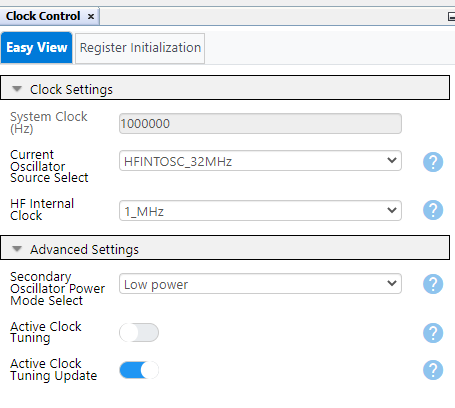 Clock Control ×
Easy View Register Initialization
Clock Settings
System Clock
(Hz)
1000000
Current
Oscillator
Source Select
HFINTOSC_32MHz
?
HF Internal
Clock
1_MHz
?
Advanced Settings
Secondary
Oscillator Power
Mode Select
Low power
?
Active Clock
Tuning
?
Active Clock
Tuning Update
?